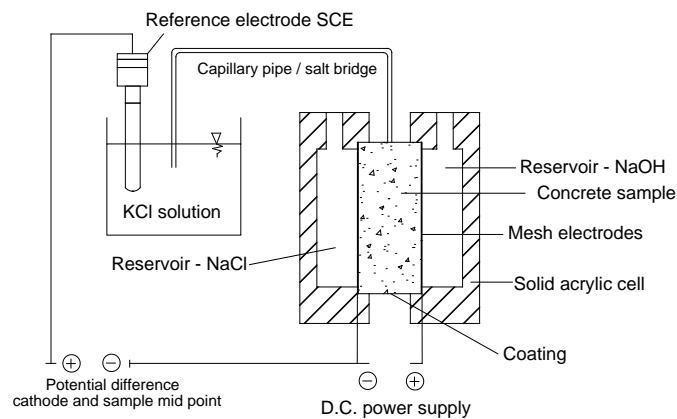 Reference electrode SCE
Capillary pipe / salt bridge
Reservoir - NaOH
Concrete sample
KCl solution
Mesh electrodes
Reservoir - NaCl
Solid acrylic cell
Coating
+ - - +
Potential difference
cathode and sample mid point
D.C. power supply